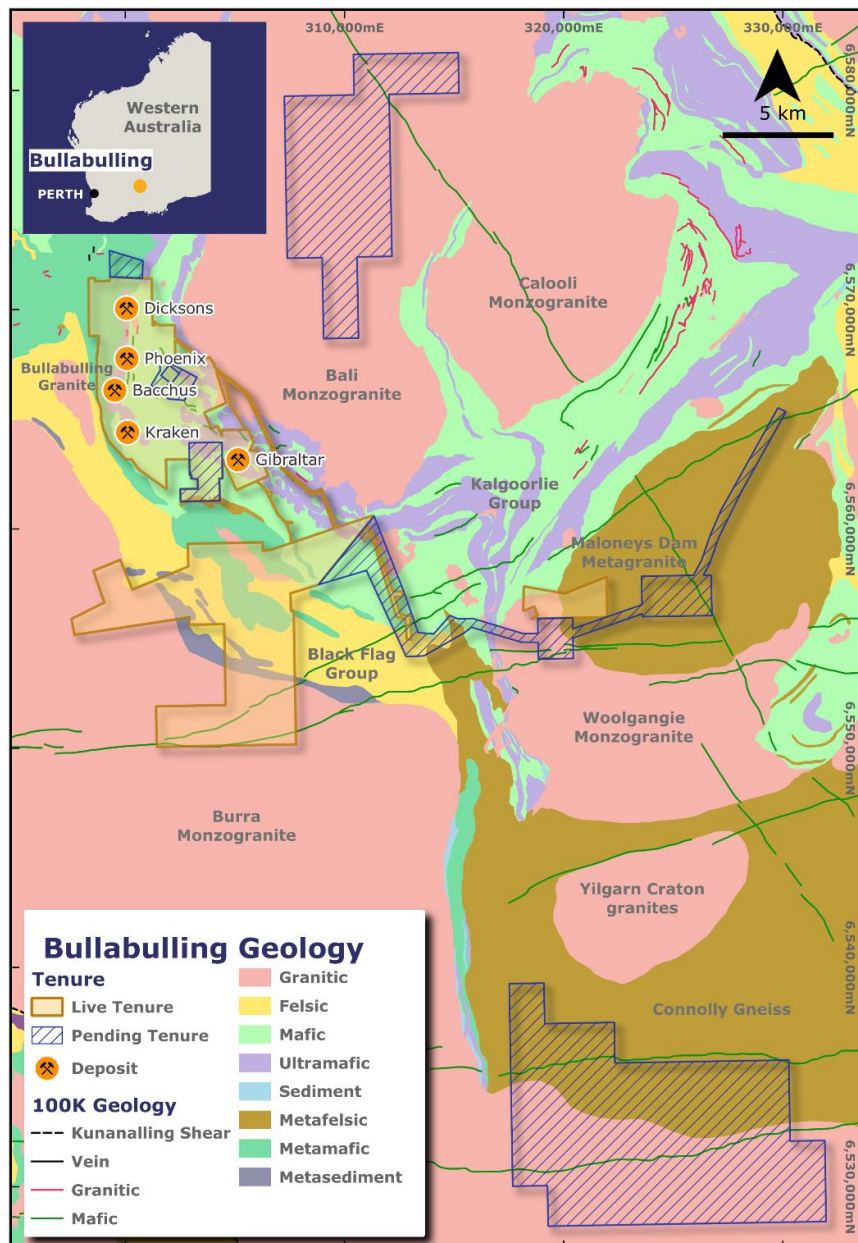 310,000mE
320,000mE
330,000mE
6,580,000mN
6,570,000mN
6,560,000mN
6,550,000mN
6,540,000mN
6,530,000mN
Western
Australia
Bullabulling
PERTH
5 km
Dicksons
Phoenix
Bullabulling
Granite
Bacchus
Kraken
Gibraltar
Calooli
Monzogranite
Bali
Monzogranite
Kalgoorlie
Group
Maloneys Dam
Metagranite
Black Flag
Group
Woolgangie
Monzogranite
Burra
Monzogranite
Yilgarn Craton
granites
Connolly Gneiss
Bullabulling Geology
Tenure
Live Tenure
Pending Tenure
Deposit
100K Geology
Kunanalling Shear
Vein
Granitic
Mafic
Granitic
Felsic
Mafic
Ultramafic
Sediment
Metafelsic
Metamafic
Metasediment